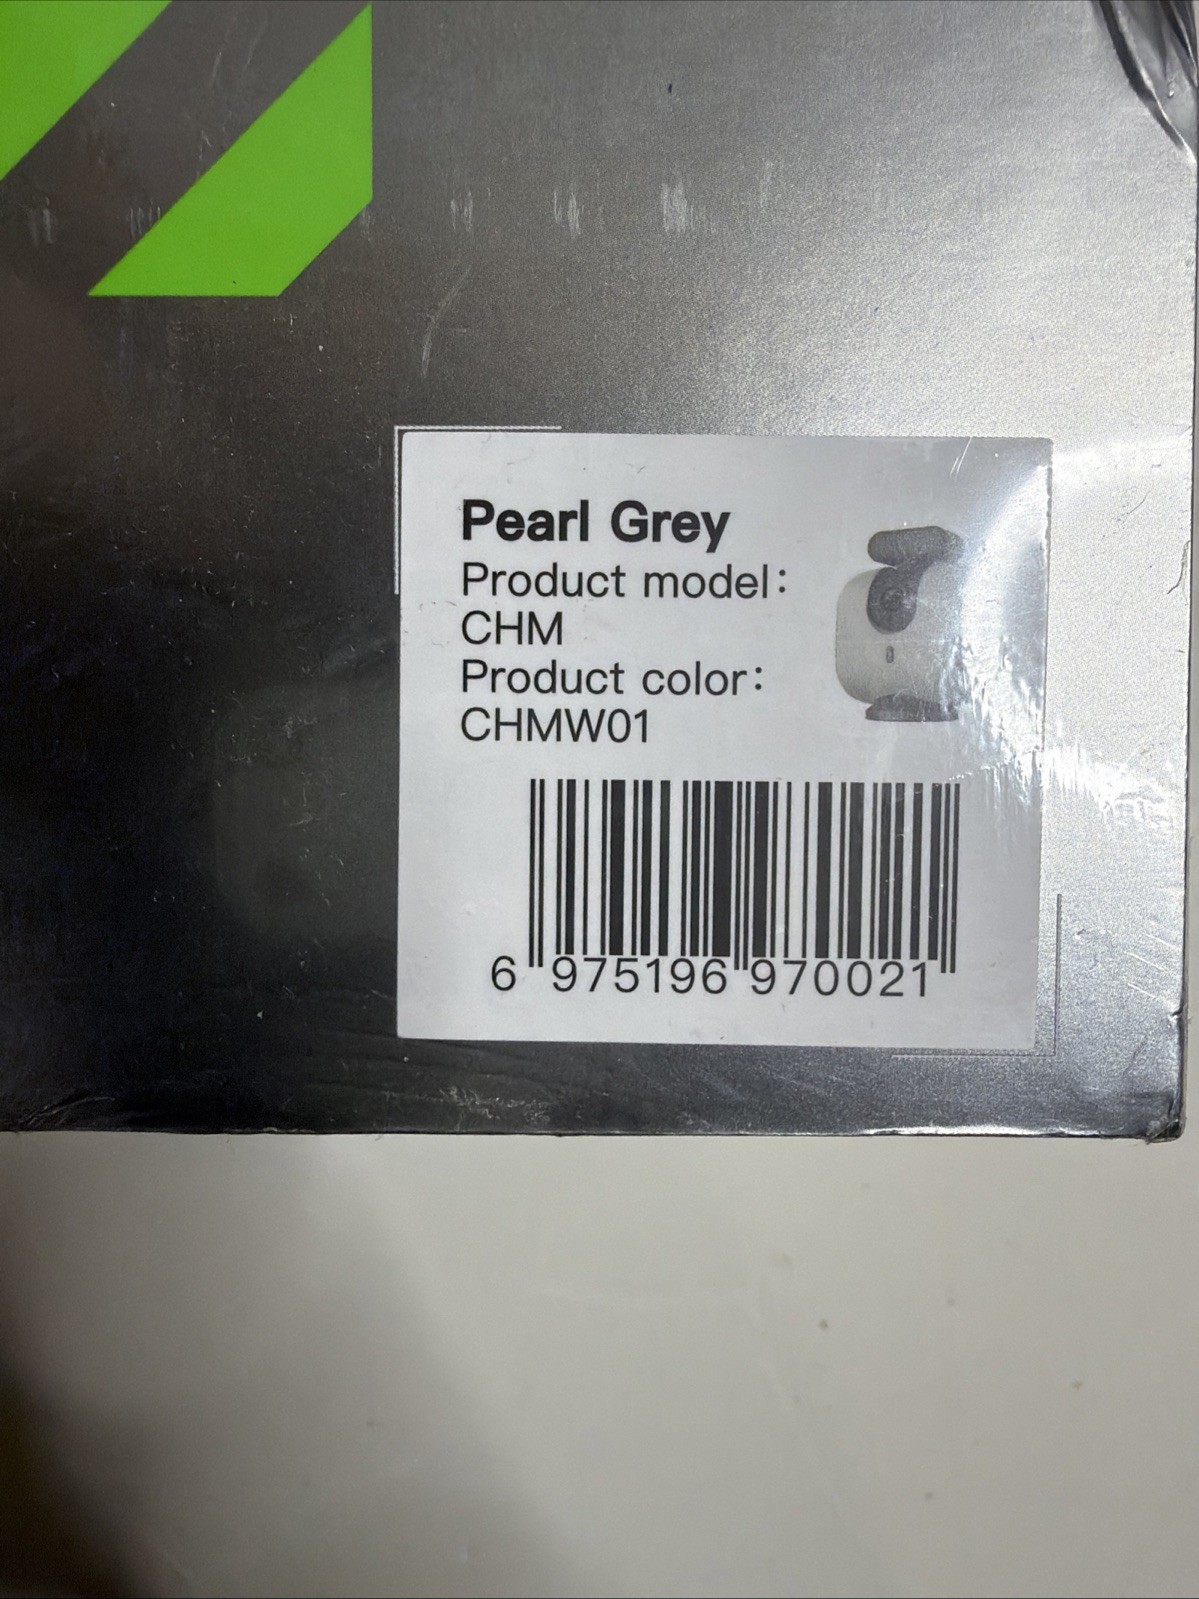 Pearl Grey
Product model:
CHM
Product color:
CHMW01
6 975196 970021